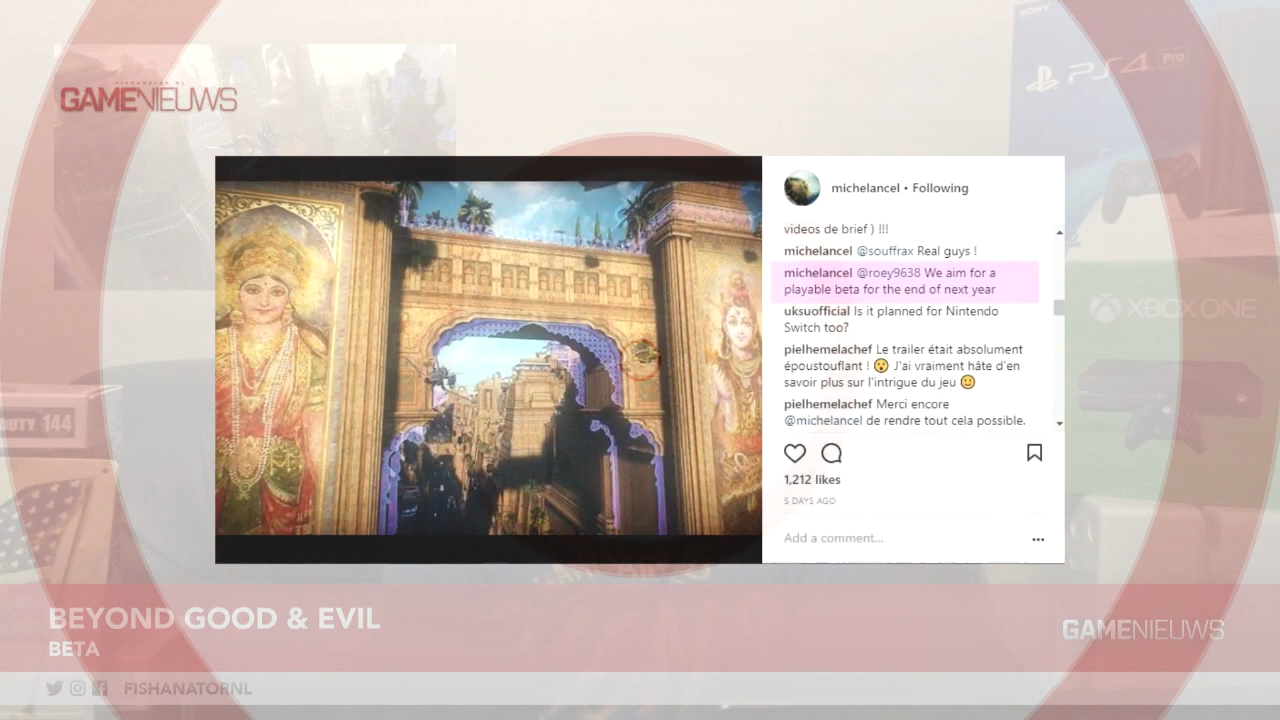 SONY
PS4 Pro
GAMENIEUWS
michelancel • Following
videos de brief ) !!!
michelancel @souffrax Real guys !
michelancel @roey9638 We aim for a
playable beta for the end of next year
uksuofficial Is it planned for Nintendo
Switch too?
pielhemelachef Le trailer était absolument
époustouflant ! 😮 J'ai vraiment hâte d'en
savoir plus sur l'intrigue du jeu 🙂
pielhemelachef Merci encore
@michelancel de rendre tout cela possible.
1,212 likes
5 DAYS AGO
Add a comment...
XBOX ONE
DUTY 144
BEYOND GOOD & EVIL
BETA
GAMENIEUWS
FISHANATORNL